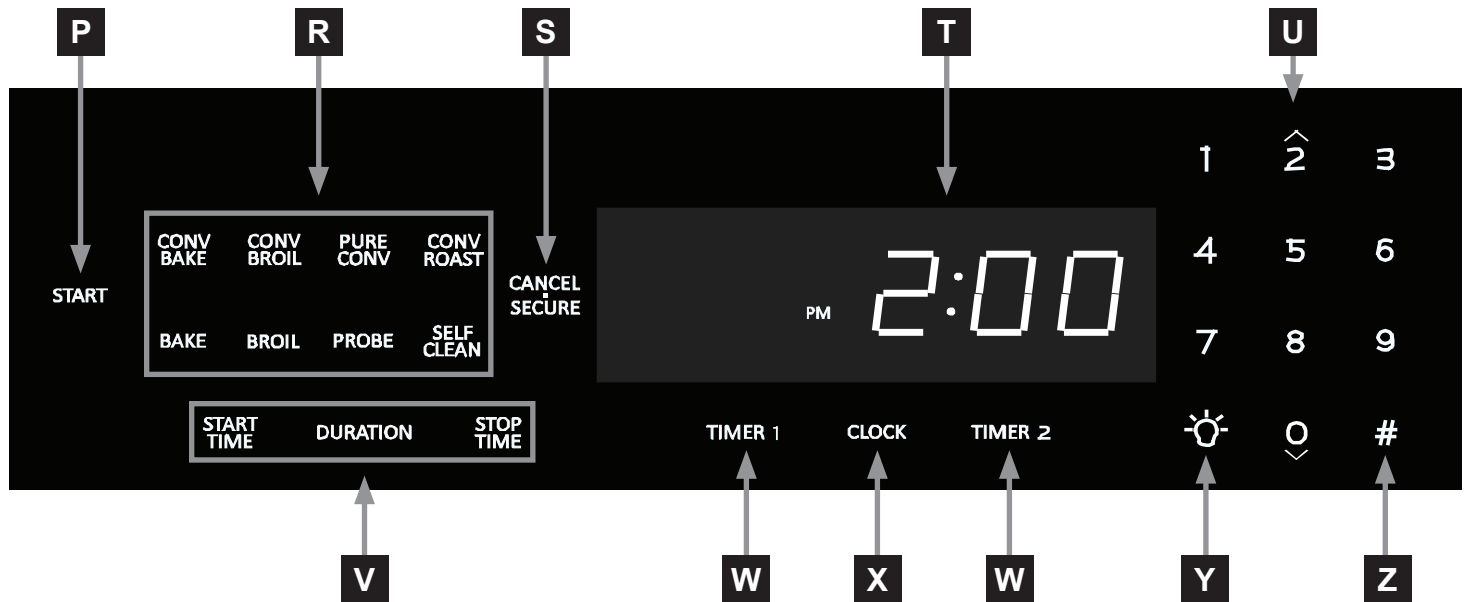 P R S T U
1 2 3
CONV BAKE CONV BROIL PURE CONV CONV ROAST
4 5 6
START
CANCEL
SECURE
PM 2:00
BAKE BROIL PROBE SELF CLEAN
7 8 9
START TIME DURATION STOP TIME
TIMER 1 CLOCK TIMER 2
0 #
V W X W Y Z